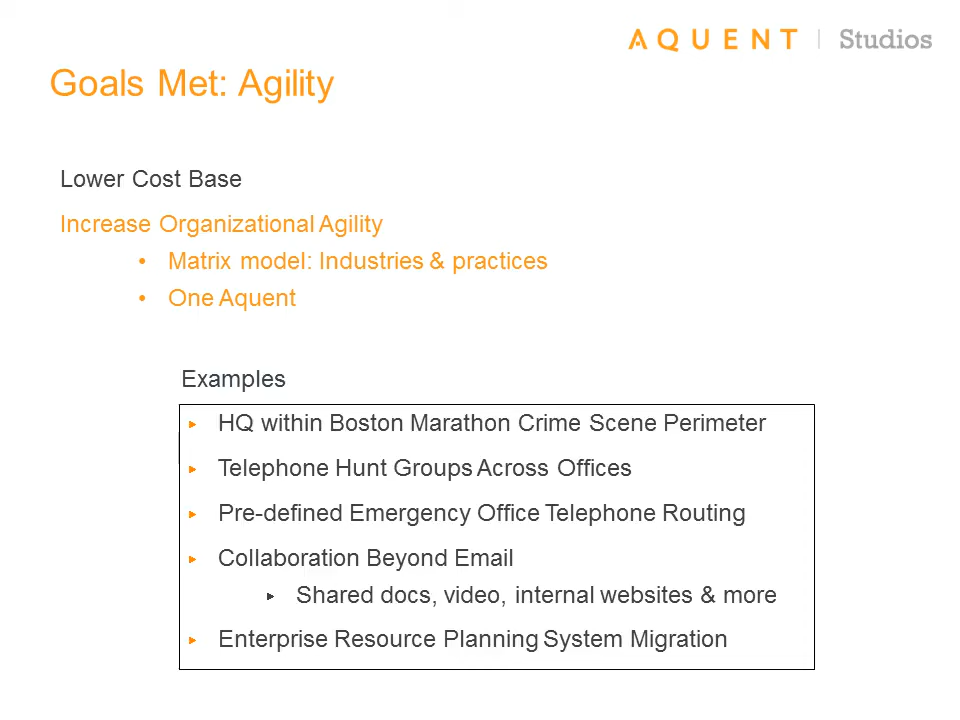 AQUENT | Studios
Goals Met: Agility
Lower Cost Base
Increase Organizational Agility
• Matrix model: Industries & practices
• One Aquent
Examples
▸ HQ within Boston Marathon Crime Scene Perimeter
▸ Telephone Hunt Groups Across Offices
▸ Pre-defined Emergency Office Telephone Routing
▸ Collaboration Beyond Email
▸ Shared docs, video, internal websites & more
▸ Enterprise Resource Planning System Migration